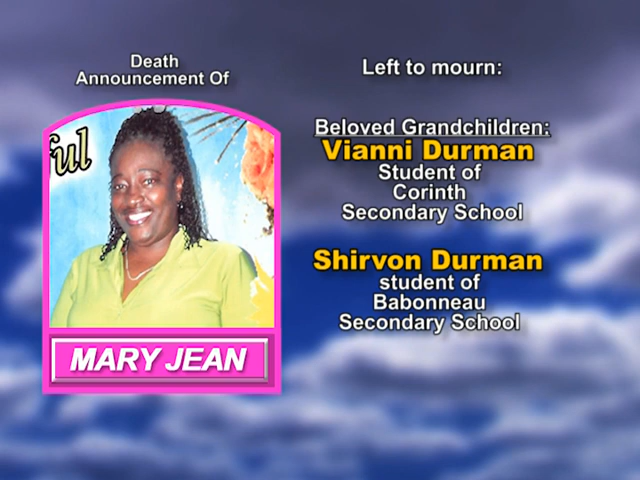 Death
Announcement Of
ful
MARY JEAN
Left to mourn:
Beloved Grandchildren:
Vianni Durman
Student of
Corinth
Secondary School
Shirvon Durman
student of
Babonneau
Secondary School